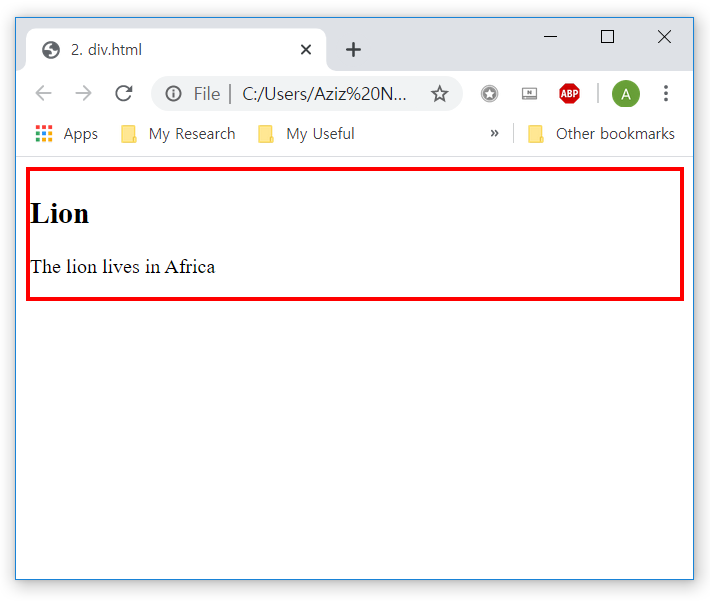 2. div.html
File | C:/Users/Aziz%20N...
ABP
A
Apps My Research My Useful » Other bookmarks
Lion
The lion lives in Africa